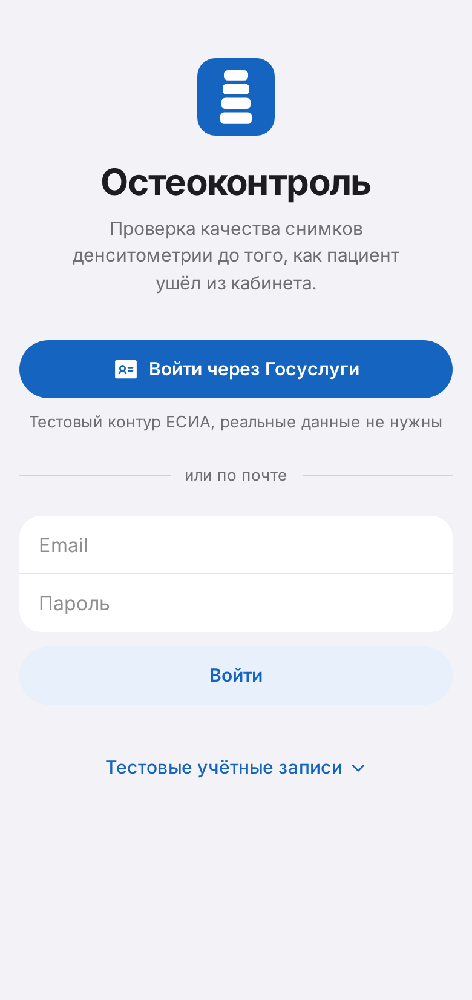 Остеоконтроль
Проверка качества снимков
денситометрии до того, как пациент
ушёл из кабинета.
Войти через Госуслуги
Тестовый контур ЕСИА, реальные данные не нужны
или по почте
Email
Пароль
Войти
Тестовые учётные записи